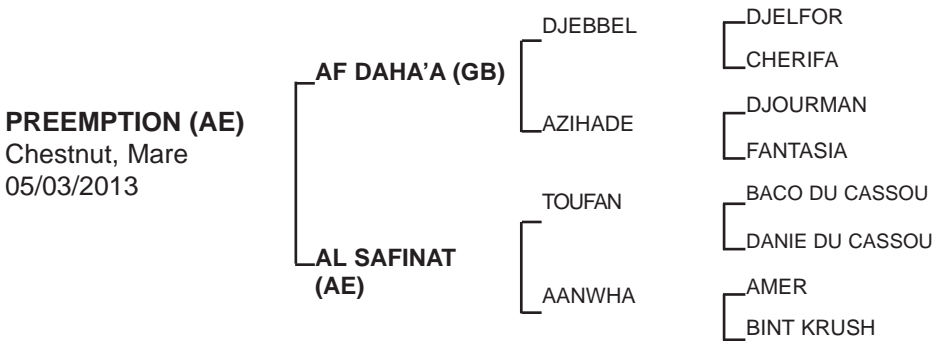 PREEMPTION (AE)
Chestnut, Mare
05/03/2013
AF DAHA'A (GB)
AL SAFINAT
(AE)
DJEBBEL
AZIHADE
TOUFAN
AANWHA
DJELFOR
CHERIFA
DJOURMAN
FANTASIA
BACO DU CASSOU
DANIE DU CASSOU
AMER
BINT KRUSH